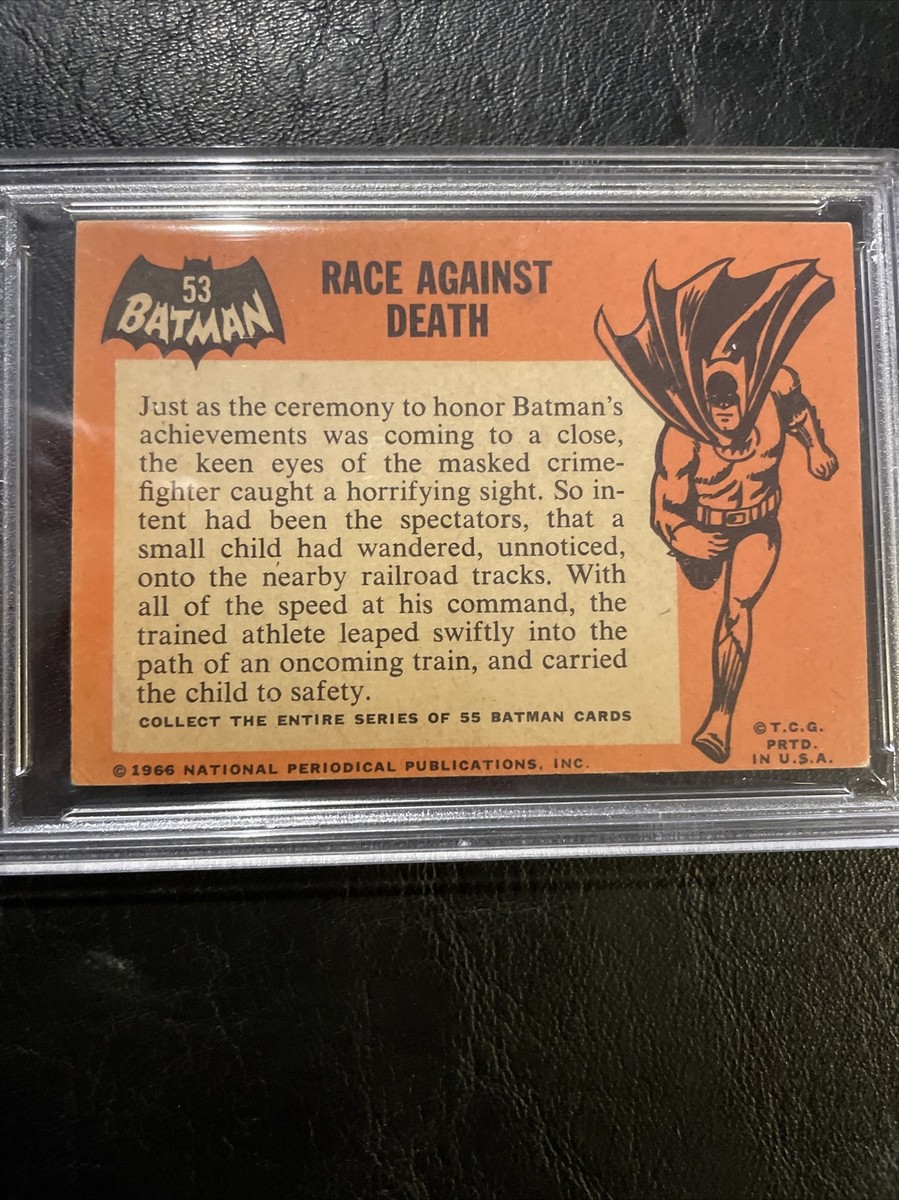 53
BATMAN
RACE AGAINST
DEATH
Just as the ceremony to honor Batman's
achievements was coming to a close,
the keen eyes of the masked crime-
fighter caught a horrifying sight. So in-
tent had been the spectators, that a
small child had wandered, unnoticed,
onto the nearby railroad tracks. With
all of the speed at his command, the
trained athlete leaped swiftly into the
path of an oncoming train, and carried
the child to safety.
COLLECT THE ENTIRE SERIES OF 55 BATMAN CARDS
© T.C.G.
PRTD.
IN U.S.A.
© 1966 NATIONAL PERIODICAL PUBLICATIONS, INC.